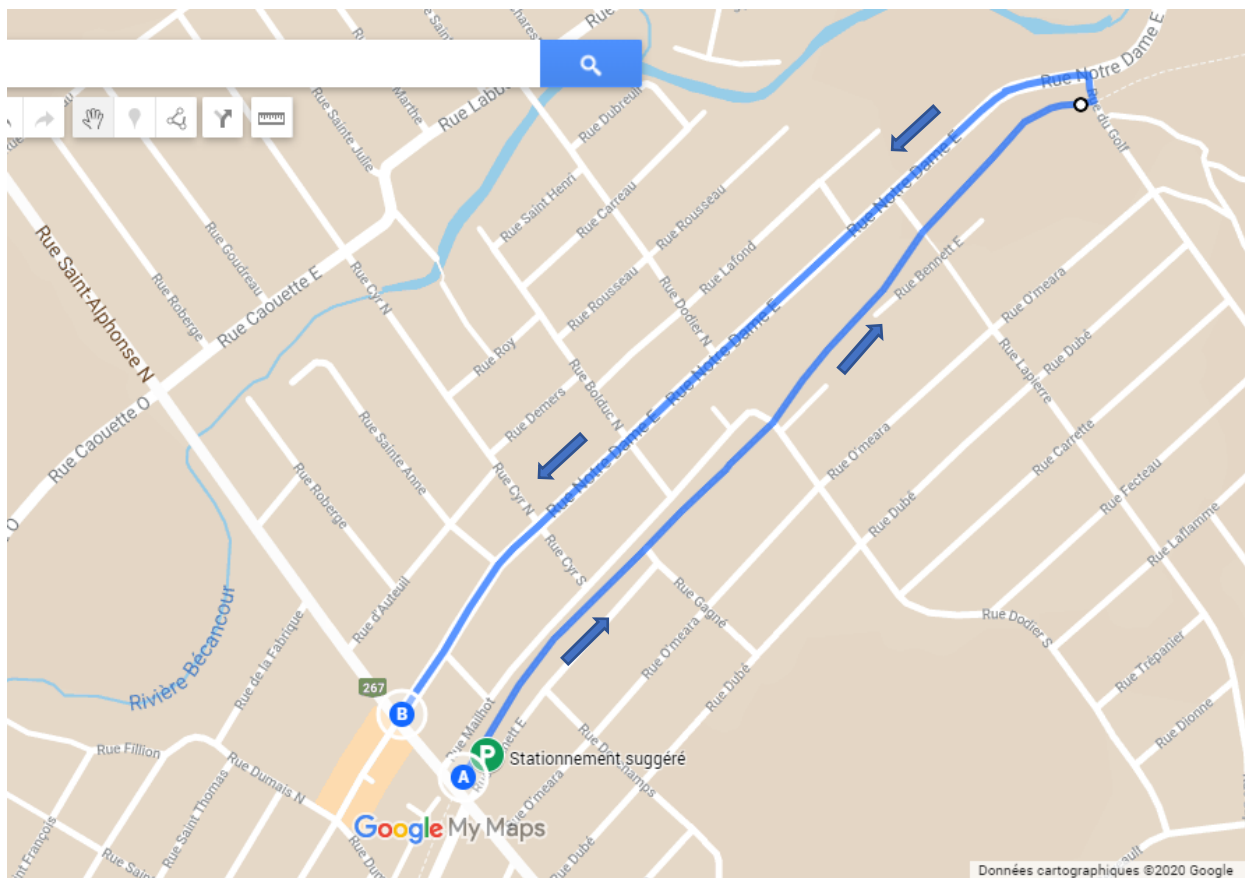 Rue Notre Dame E
Rue Labb
Marthe
Rue Sainte Julie
Rue Dubreuil
Rue du Golf
Rue Saint Henri
Rue Carreau
Rue Rousseau
Rue Notre Dame E
Rue Goudreau
Rue Roberge
Rue Saint-Alphonse N
Rue Caouette E
Rue Cyr N
Rue Rousseau
Rue Lafond
Rue Dodier N
Rue Bennett E
Rue O'meara
Rue Roy
Rue Notre Dame E
Rue Notre Dame E
Rue Dubé
Rue Lapierre
Rue Caouette O
Rue Demers
Rue Bolduc N
Rue Sainte Anne
Rue Roberge
Rue Cyr N
Rue Notre Dame E
Rue O'meara
Rue Carrette
Rue Fecteau
Rue Dubé
Rue Laflamme
Rue Cyr S
Rue d'Auteuil
Rue Gagné
Rivière Bécancour
Rue de la Fabrique
Rue O'meara
Rue Dodier S
Rue Trépanier
Rue Dubé
267
B
Rue Mailhot
Rue Dionne
Rue Fillion
P
Stationnement suggéré
A
Rue Deschamps
Rue Dumais N
Rue Saint Thomas
Rue O'meara
Google My Maps
Rue Dubé
int François
Données cartographiques ©2020 Google